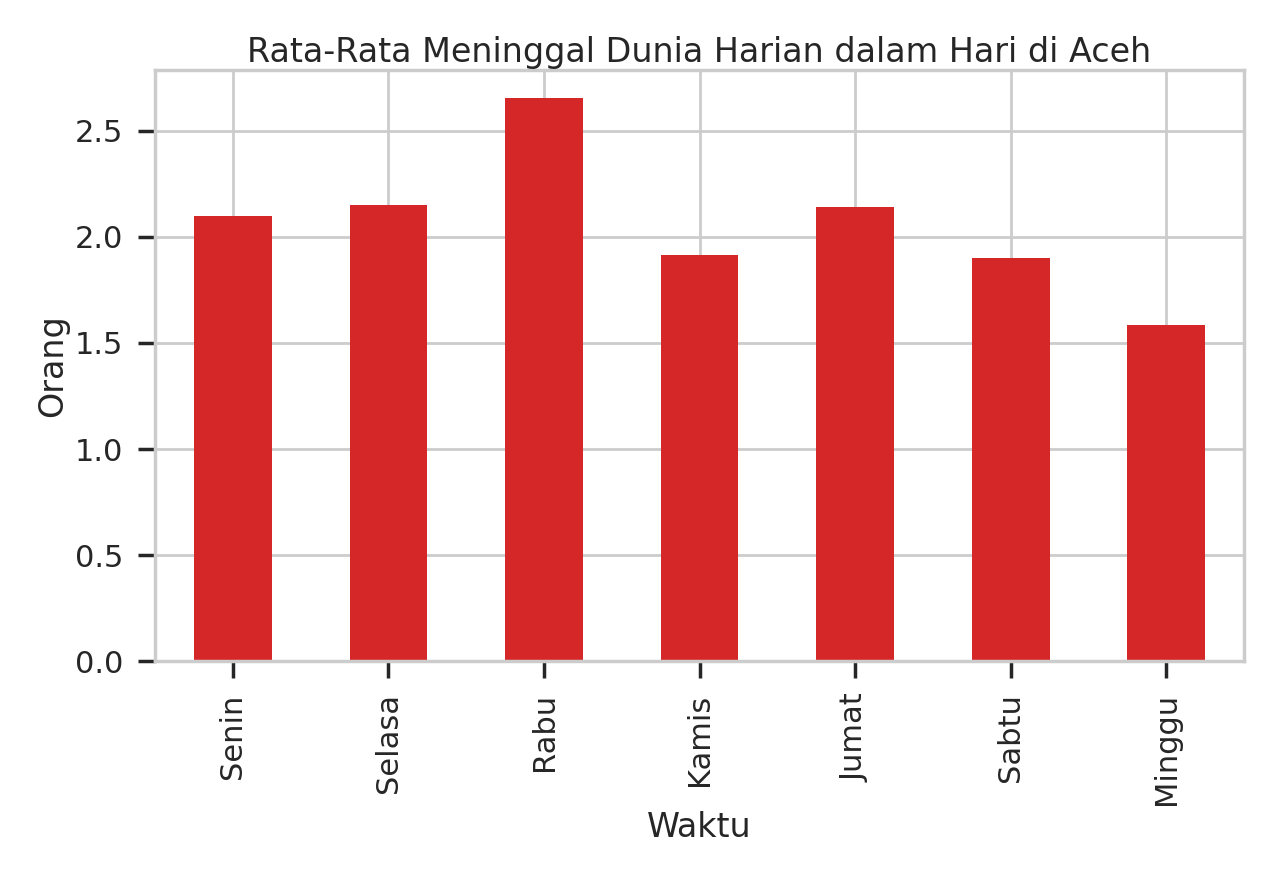 Rata-Rata Meninggal Dunia Harian dalam Hari di Aceh
Orang
2.5
2.0
1.5
1.0
0.5
0.0
Senin
Selasa
Rabu
Kamis
Jumat
Sabtu
Minggu
Waktu